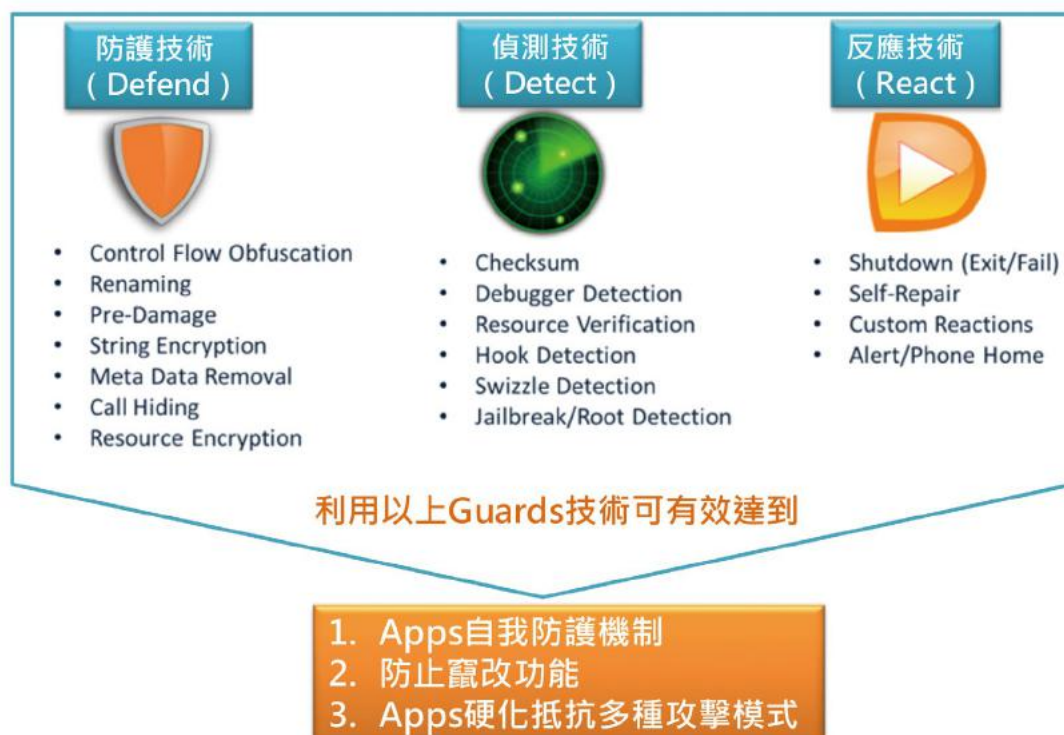 防護技術
( Defend )
• Control Flow Obfuscation
• Renaming
• Pre-Damage
• String Encryption
• Meta Data Removal
• Call Hiding
• Resource Encryption
偵測技術
( Detect )
• Checksum
• Debugger Detection
• Resource Verification
• Hook Detection
• Swizzle Detection
• Jailbreak/Root Detection
反應技術
( React )
• Shutdown (Exit/Fail)
• Self-Repair
• Custom Reactions
• Alert/Phone Home
利用以上Guards技術可有效達到
1. Apps自我防護機制
2. 防止竄改功能
3. Apps硬化抵抗多種攻擊模式